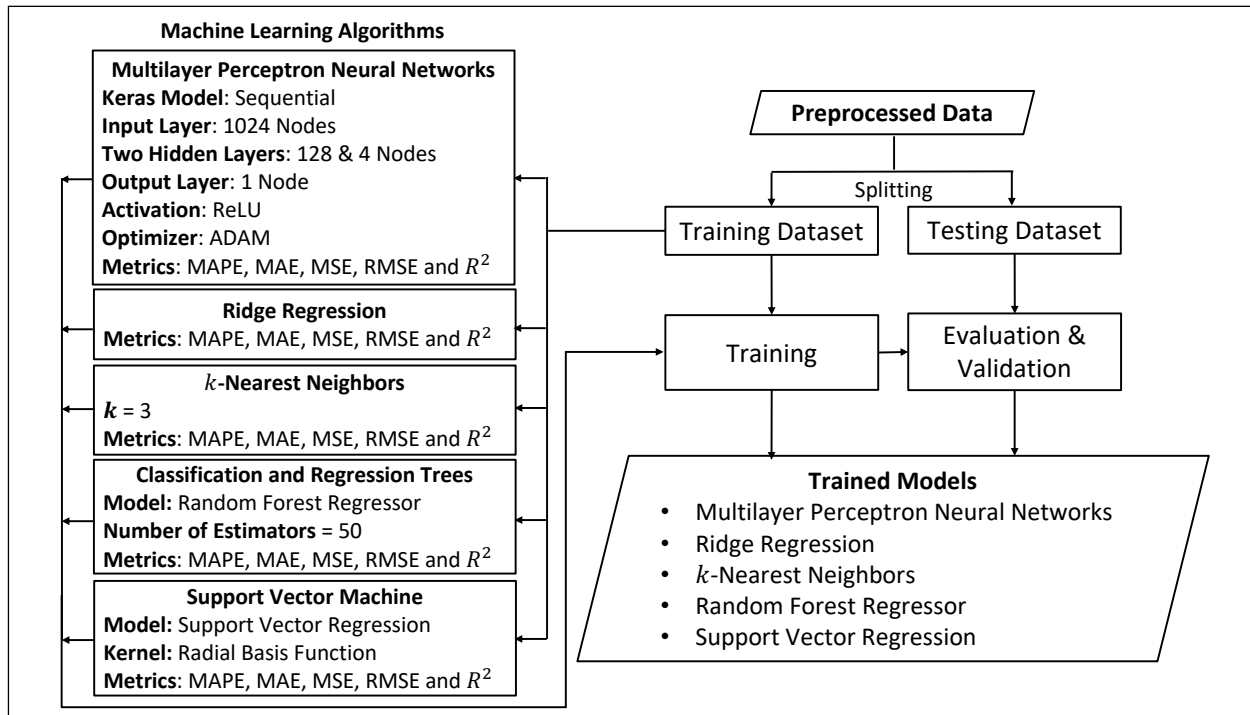 Machine Learning Algorithms
Multilayer Perceptron Neural Networks
Keras Model: Sequential
Input Layer: 1024 Nodes
Two Hidden Layers: 128 & 4 Nodes
Output Layer: 1 Node
Activation: ReLU
Optimizer: ADAM
Metrics: MAPE, MAE, MSE, RMSE and R²
Ridge Regression
Metrics: MAPE, MAE, MSE, RMSE and R²
k-Nearest Neighbors
k = 3
Metrics: MAPE, MAE, MSE, RMSE and R²
Classification and Regression Trees
Model: Random Forest Regressor
Number of Estimators = 50
Metrics: MAPE, MAE, MSE, RMSE and R²
Support Vector Machine
Model: Support Vector Regression
Kernel: Radial Basis Function
Metrics: MAPE, MAE, MSE, RMSE and R²
Preprocessed Data
Splitting
Training Dataset
Testing Dataset
Training
Evaluation &
Validation
Trained Models
• Multilayer Perceptron Neural Networks
• Ridge Regression
• k-Nearest Neighbors
• Random Forest Regressor
• Support Vector Regression